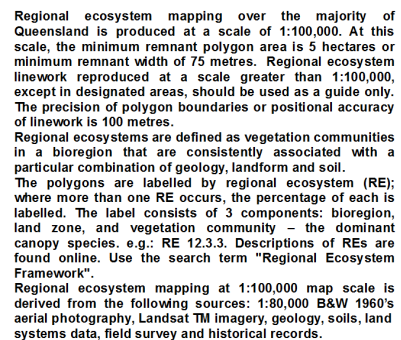 Regional ecosystem mapping over the majority of
Queensland is produced at a scale of 1:100,000. At this
scale, the minimum remnant polygon area is 5 hectares or
minimum remnant width of 75 metres. Regional ecosystem
linework reproduced at a scale greater than 1:100,000,
except in designated areas, should be used as a guide only.
The precision of polygon boundaries or positional accuracy
of linework is 100 metres.
Regional ecosystems are defined as vegetation communities
in a bioregion that are consistently associated with a
particular combination of geology, landform and soil.
The polygons are labelled by regional ecosystem (RE);
where more than one RE occurs, the percentage of each is
labelled. The label consists of 3 components: bioregion,
land zone, and vegetation community – the dominant
canopy species. e.g.: RE 12.3.3. Descriptions of REs are
found online. Use the search term "Regional Ecosystem
Framework".
Regional ecosystem mapping at 1:100,000 map scale is
derived from the following sources: 1:80,000 B&W 1960's
aerial photography, Landsat TM imagery, geology, soils, land
systems data, field survey and historical records.